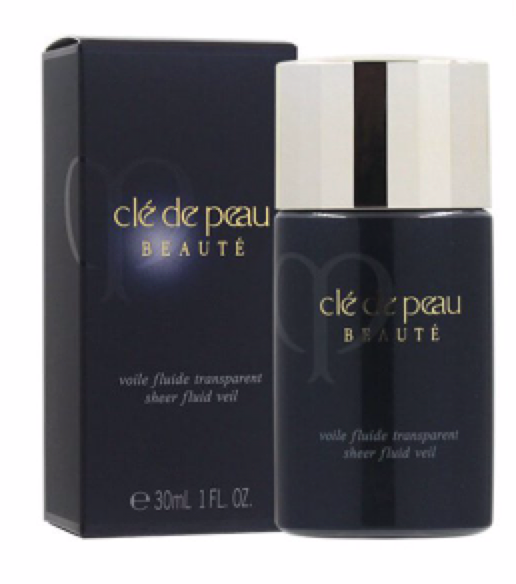 clé de peau
BEAUTÉ
voile fluide transparent
sheer fluid veil
℮ 30mL 1 FL. OZ.
clé de peau
BEAUTÉ
voile fluide transparent
sheer fluid veil